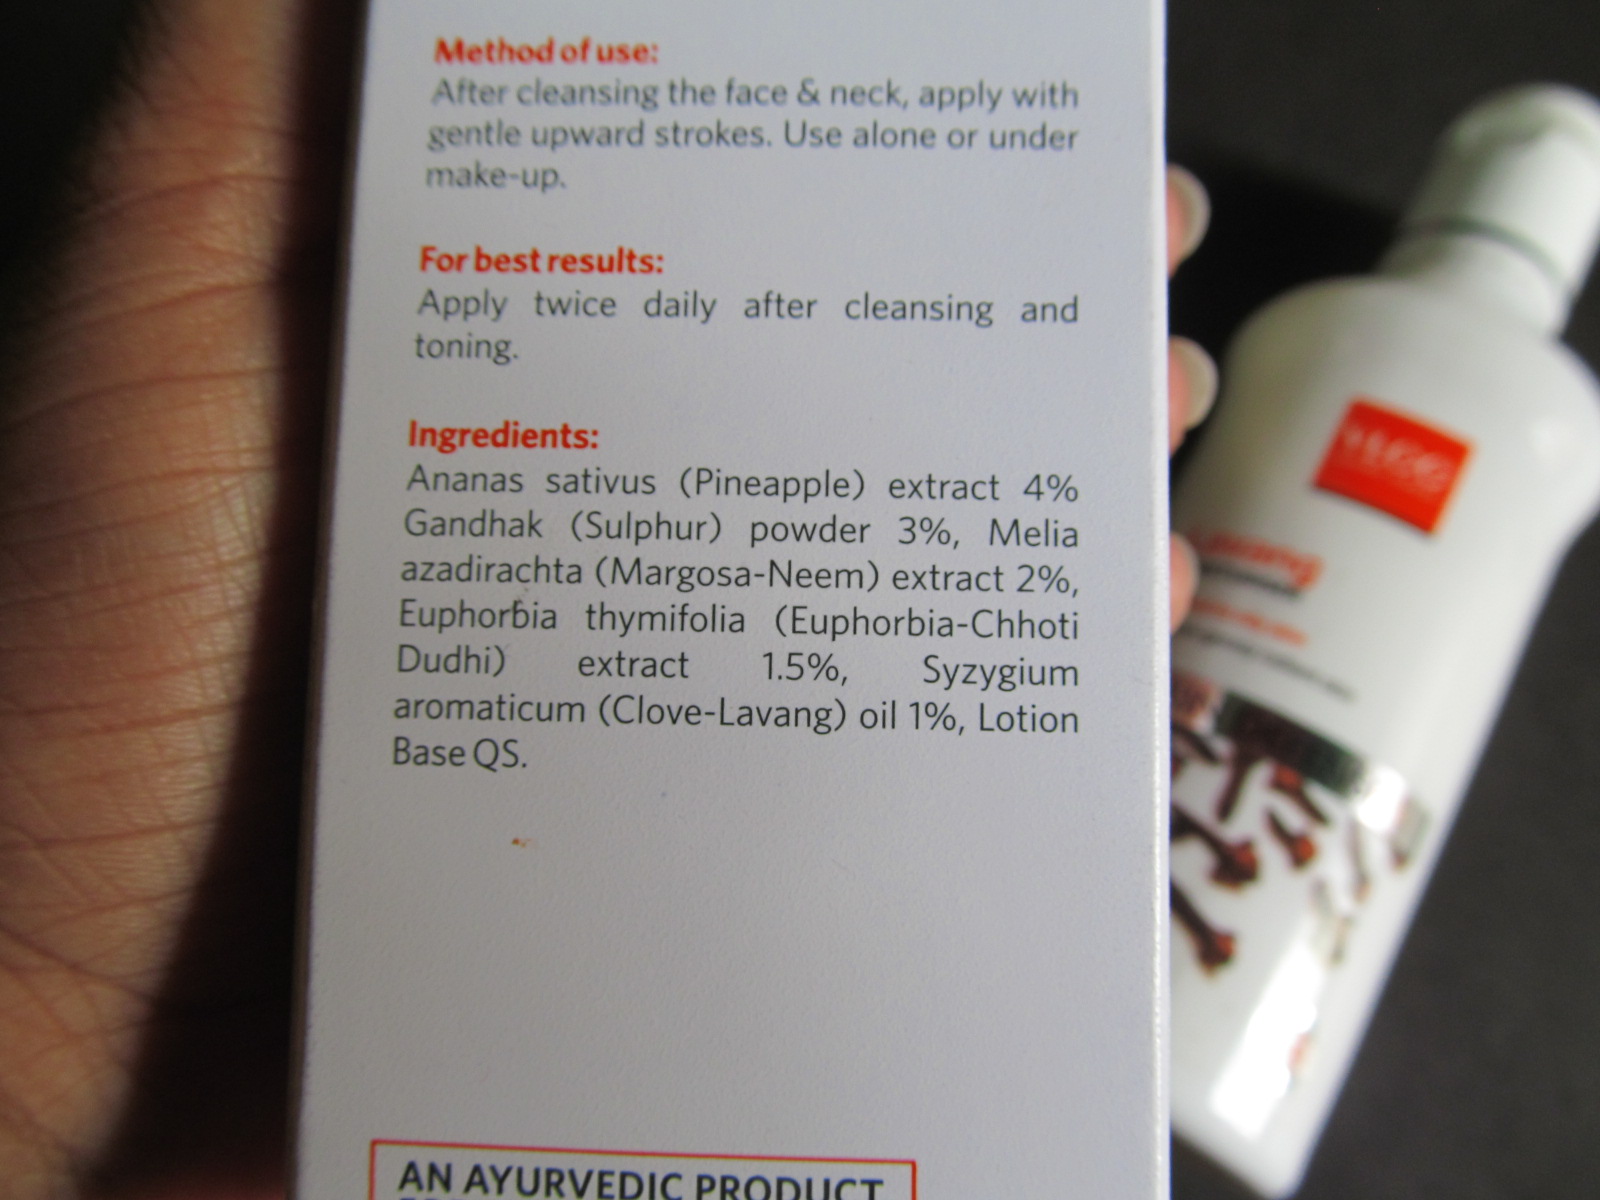 Method of use:
After cleansing the face & neck, apply with
gentle upward strokes. Use alone or under
make-up.
For best results:
Apply twice daily after cleansing and
toning.
Ingredients:
Ananas sativus (Pineapple) extract 4%
Gandhak (Sulphur) powder 3%, Melia
azadirachta (Margosa-Neem) extract 2%,
Euphorbia thymifolia (Euphorbia-Chhoti
Dudhi) extract 1.5%, Syzygium
aromaticum (Clove-Lavang) oil 1%, Lotion
Base QS.
AN AYURVEDIC PRODUCT
VLCC